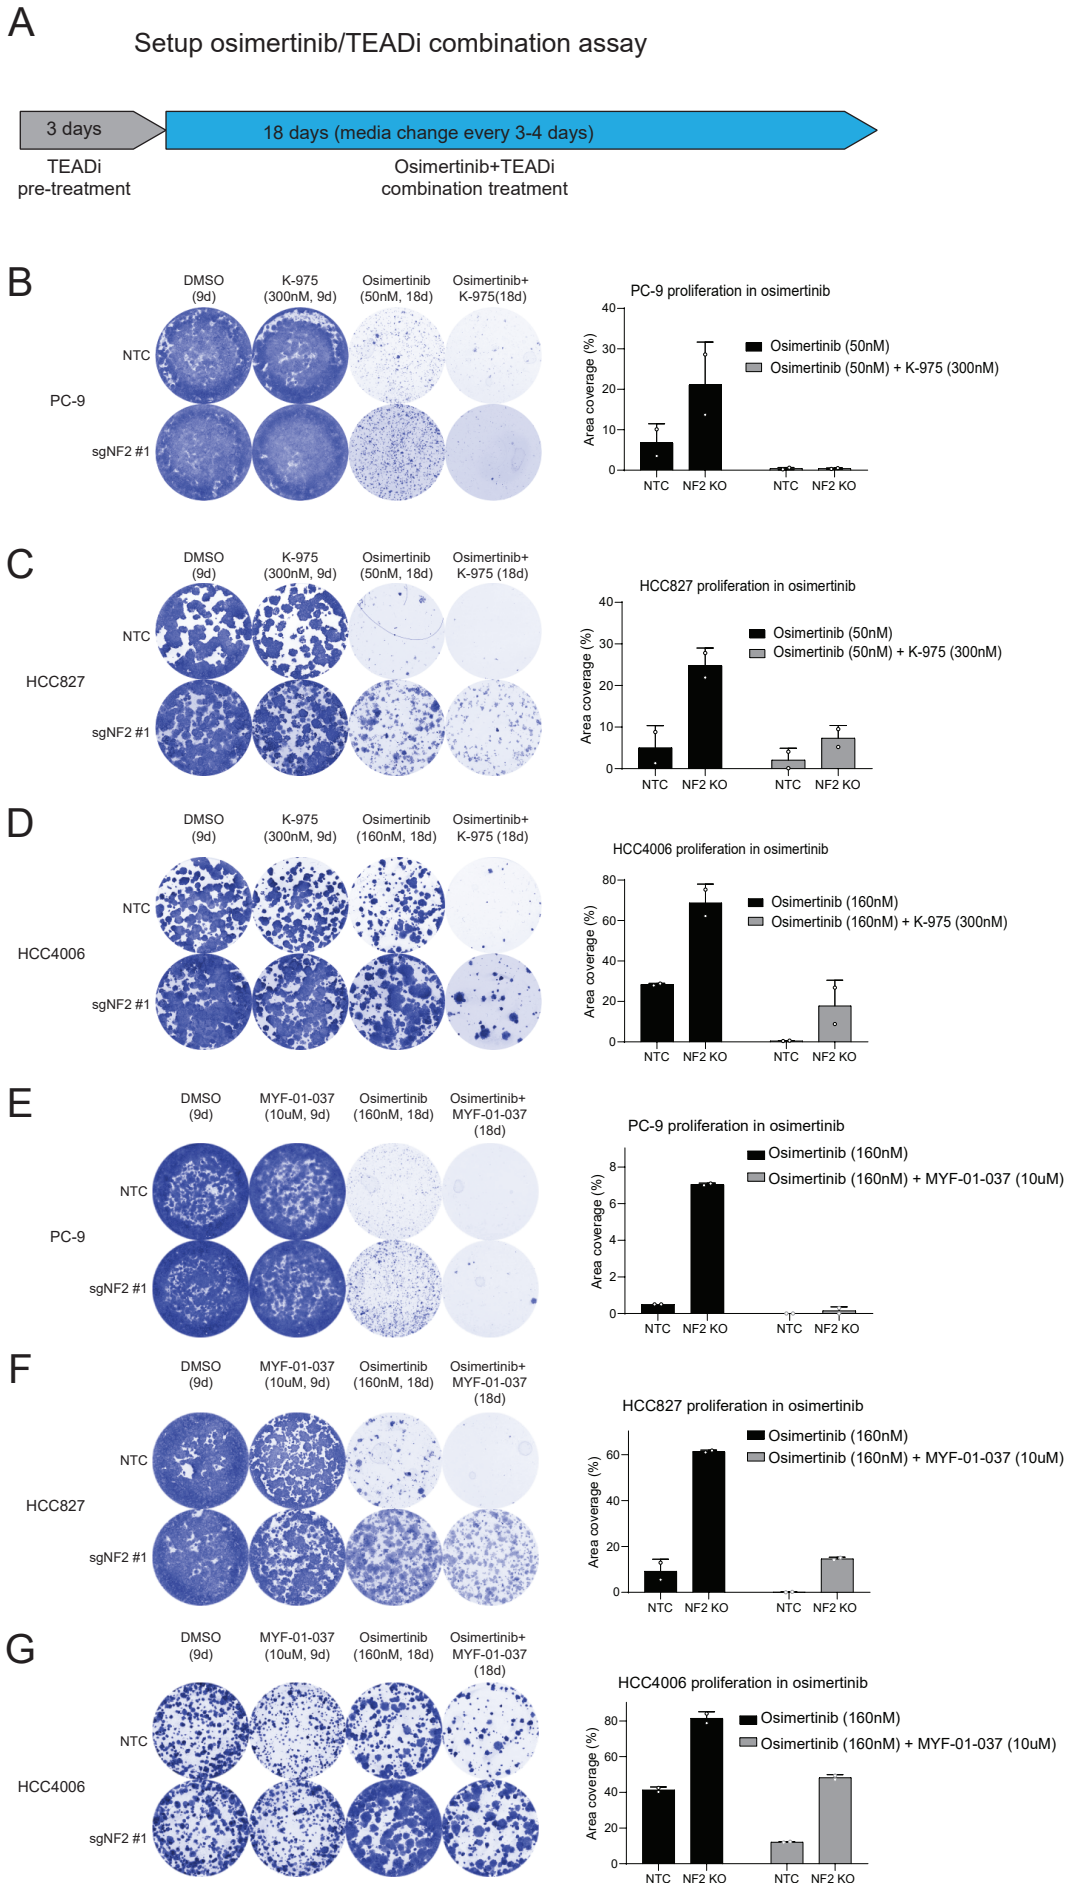 A
Setup osimertinib/TEADi combination assay
3 days
18 days (media change every 3-4 days)
TEADi
pre-treatment
Osimertinib+TEADi
combination treatment
B
DMSO
(9d)
K-975
(300nM, 9d)
Osimertinib
(50nM, 18d)
Osimertinib+
K-975(18d)
NTC
PC-9
sgNF2 #1
PC-9 proliferation in osimertinib
Area coverage (%)
40
30
20
10
0
Osimertinib (50nM)
Osimertinib (50nM) + K-975 (300nM)
NTC
NF2 KO
NTC
NF2 KO
C
DMSO
(9d)
K-975
(300nM, 9d)
Osimertinib
(50nM, 18d)
Osimertinib+
K-975 (18d)
NTC
HCC827
sgNF2 #1
HCC827 proliferation in osimertinib
Area coverage (%)
40
30
20
10
0
Osimertinib (50nM)
Osimertinib (50nM) + K-975 (300nM)
NTC
NF2 KO
NTC
NF2 KO
D
DMSO
(9d)
K-975
(300nM, 9d)
Osimertinib
(160nM, 18d)
Osimertinib+
K-975 (18d)
NTC
HCC4006
sgNF2 #1
HCC4006 proliferation in osimertinib
Area coverage (%)
80
60
40
20
0
Osimertinib (160nM)
Osimertinib (160nM) + K-975 (300nM)
NTC
NF2 KO
NTC
NF2 KO
E
DMSO
(9d)
MYF-01-037
(10uM, 9d)
Osimertinib
(160nM, 18d)
Osimertinib+
MYF-01-037
(18d)
NTC
PC-9
sgNF2 #1
PC-9 proliferation in osimertinib
Area coverage (%)
8
6
4
2
0
Osimertinib (160nM)
Osimertinib (160nM) + MYF-01-037 (10uM)
NTC
NF2 KO
NTC
NF2 KO
F
DMSO
(9d)
MYF-01-037
(10uM, 9d)
Osimertinib
(160nM, 18d)
Osimertinib+
MYF-01-037
(18d)
NTC
HCC827
sgNF2 #1
HCC827 proliferation in osimertinib
Area coverage (%)
60
40
20
0
Osimertinib (160nM)
Osimertinib (160nM) + MYF-01-037 (10uM)
NTC
NF2 KO
NTC
NF2 KO
G
DMSO
(9d)
MYF-01-037
(10uM, 9d)
Osimertinib
(160nM, 18d)
Osimertinib+
MYF-01-037
(18d)
NTC
HCC4006
sgNF2 #1
HCC4006 proliferation in osimertinib
Area coverage (%)
80
60
40
20
0
Osimertinib (160nM)
Osimertinib (160nM) + MYF-01-037 (10uM)
NTC
NF2 KO
NTC
NF2 KO